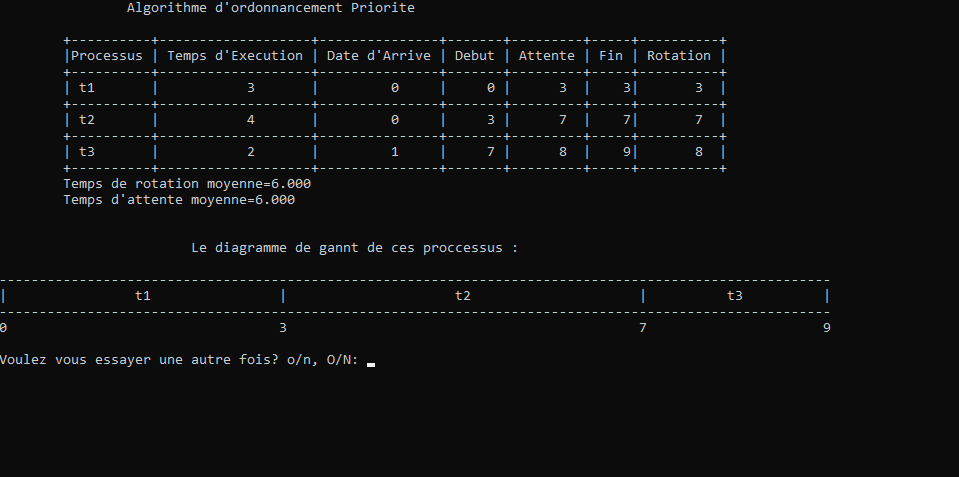 Algorithme d'ordonnancement Priorite
+----------+-------------------+---------------+-------+---------+-----+----------+
|Processus | Temps d'Execution | Date d'Arrive | Debut | Attente | Fin | Rotation |
+----------+-------------------+---------------+-------+---------+-----+----------+
| t1       |           3       |         0     |     0 |      3  |    3|       3  |
+----------+-------------------+---------------+-------+---------+-----+----------+
| t2       |           4       |         0     |     3 |      7  |    7|       7  |
+----------+-------------------+---------------+-------+---------+-----+----------+
| t3       |           2       |         1     |     7 |      8  |    9|       8  |
+----------+-------------------+---------------+-------+---------+-----+----------+
Temps de rotation moyenne=6.000
Temps d'attente moyenne=6.000
Le diagramme de gannt de ces proccessus :
--------------------------------------------------------------------------------------------------------
|                t1                |                     t2                     |          t3          |
--------------------------------------------------------------------------------------------------------
0                                  3                                            7                      9
Voulez vous essayer une autre fois? o/n, O/N: